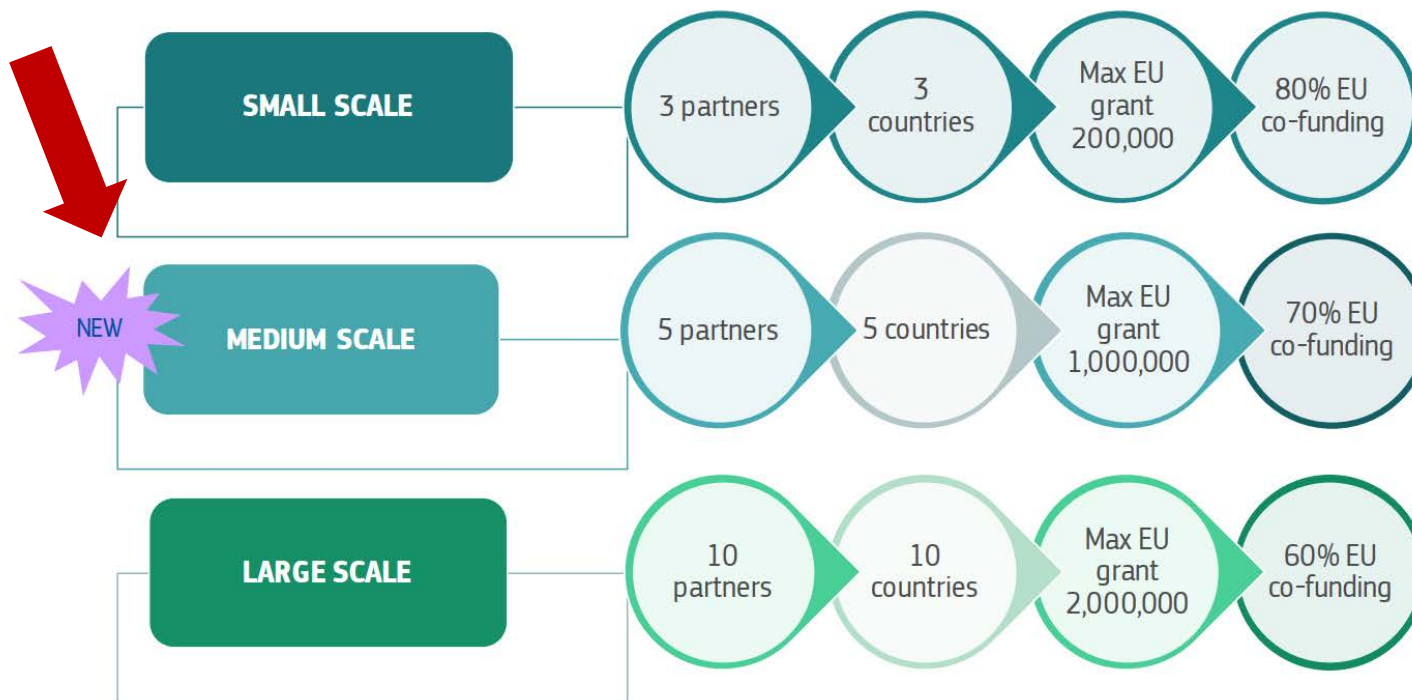 SMALL SCALE
3 partners
3
countries
Max EU
grant
200,000
80% EU
co-funding
NEW
MEDIUM SCALE
5 partners
5 countries
Max EU
grant
1,000,000
70% EU
co-funding
LARGE SCALE
10
partners
10
countries
Max EU
grant
2,000,000
60% EU
co-funding